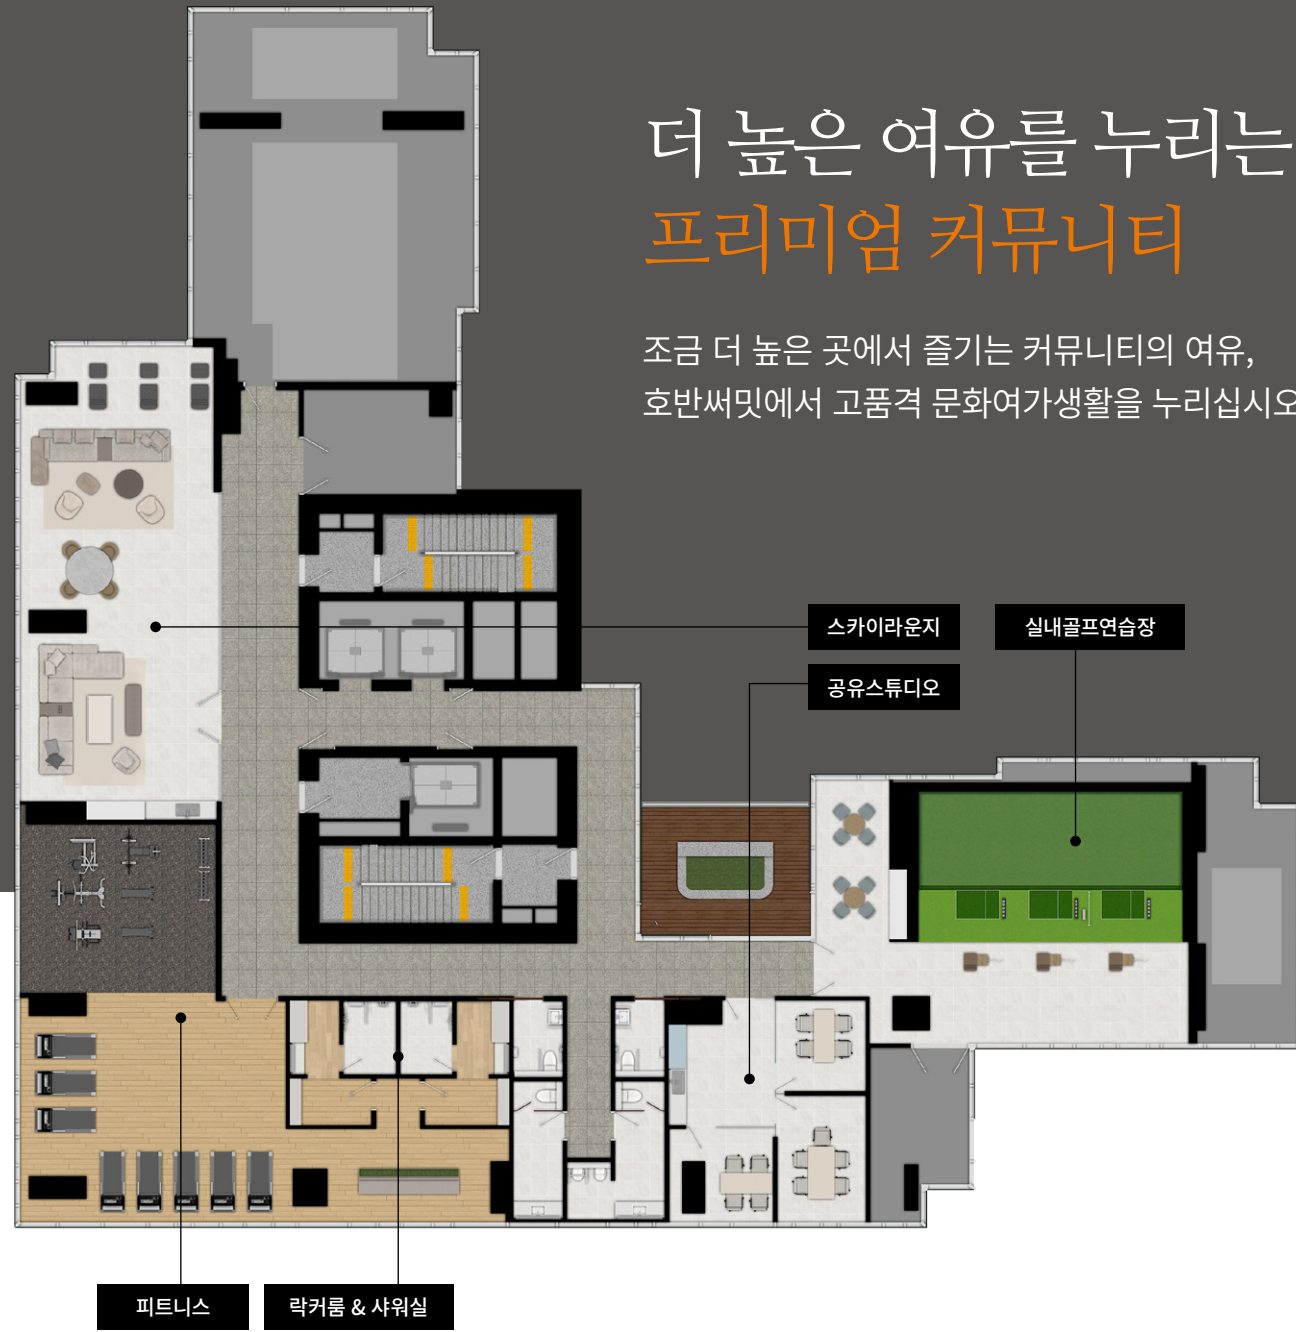 더 높은 여유를 누리는
프리미엄 커뮤니티
조금 더 높은 곳에서 즐기는 커뮤니티의 여유,
호반써밋에서 고품격 문화여가생활을 누리십시오
스카이라운지
실내골프연습장
공유스튜디오
피트니스
락커룸 & 샤워실